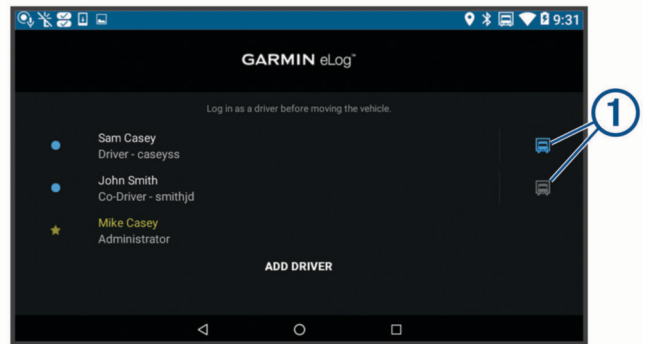 9:31
GARMIN eLog™
Log in as a driver before moving the vehicle.
Sam Casey
Driver - caseyss
John Smith
Co-Driver - smithjd
Mike Casey
Administrator
ADD DRIVER
1